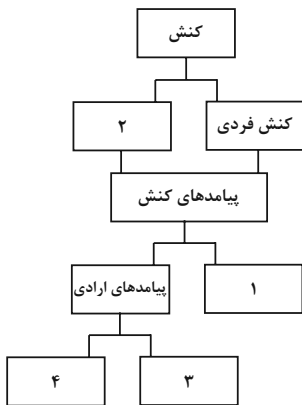 کنش
کنش فردی
۲
پیامدهای کنش
۱
پیامدهای ارادی
۳
۴